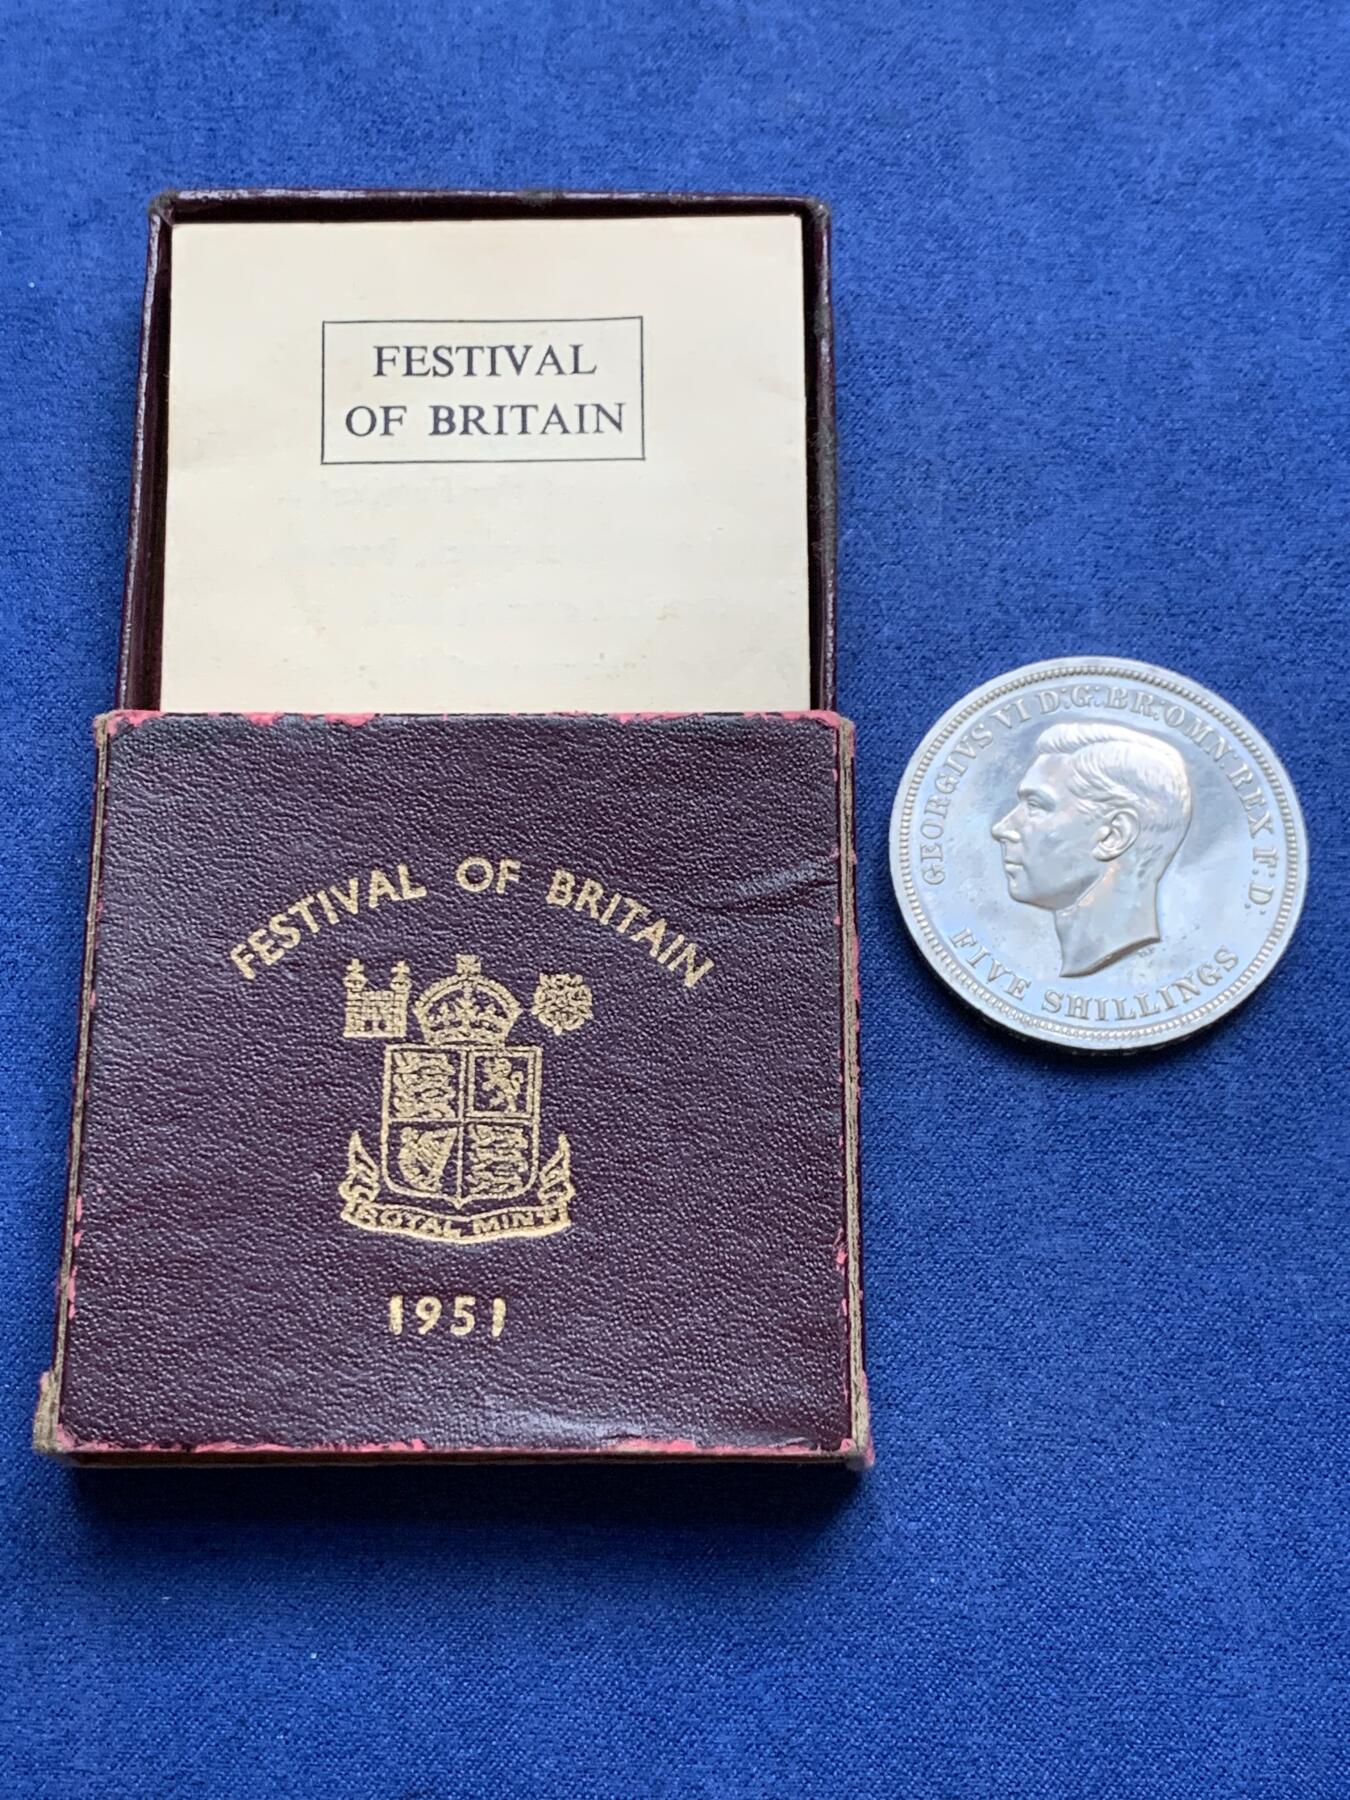 FESTIVAL
OF BRITAIN
FESTIVAL OF BRITAIN
ROYAL MINT
1951
GEORGIVS VI D:G:BR:OMN:REX F:D:
FIVE SHILLINGS